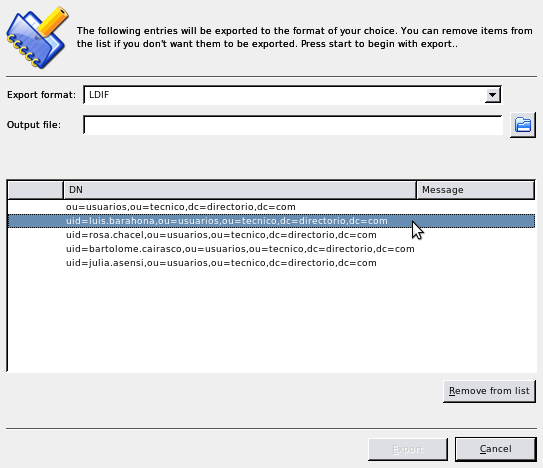 The following entries will be exported to the format of your choice. You can remove items from
the list if you don't want them to be exported. Press start to begin with export..
Export format: LDIF
Output file:
DN Message
ou=usuarios,ou=tecnico,dc=directorio,dc=com
uid=luis.barahona,ou=usuarios,ou=tecnico,dc=directorio,dc=com
uid=rosa.chacel,ou=usuarios,ou=tecnico,dc=directorio,dc=com
uid=bartolome.cairasco,ou=usuarios,ou=tecnico,dc=directorio,dc=com
uid=julia.asensi,ou=usuarios,ou=tecnico,dc=directorio,dc=com
Remove from list
Export Cancel